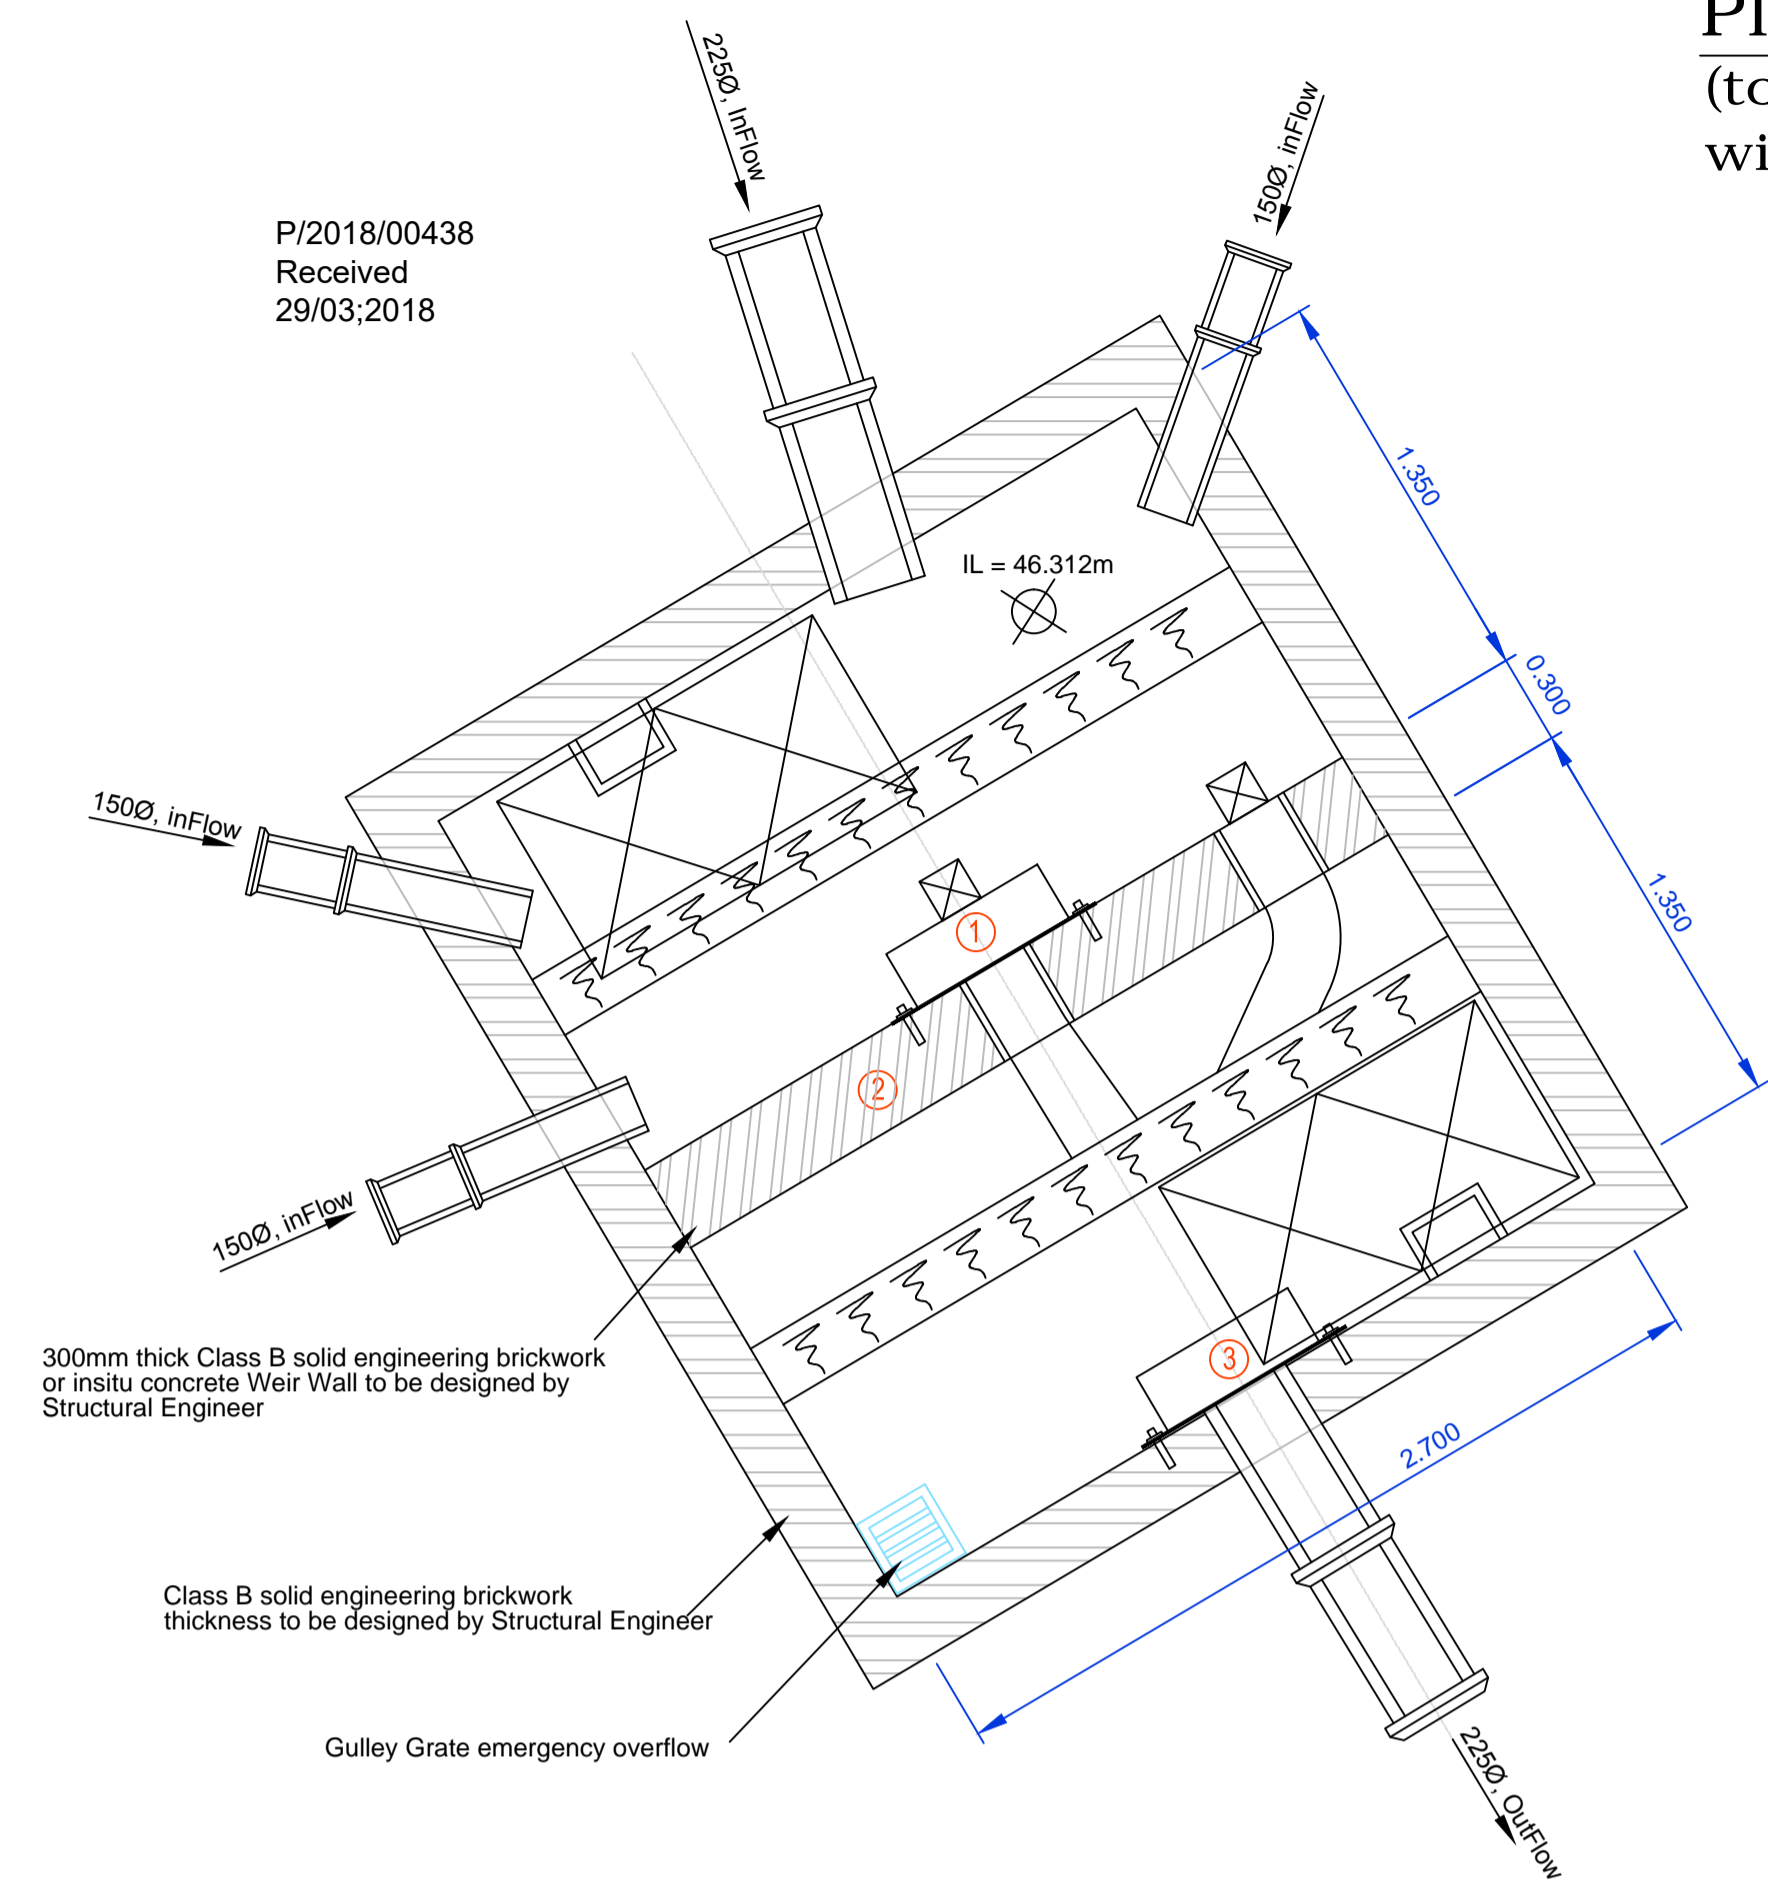 Pl
(to
wi
225Ø, InFlow
150Ø, inFlow
P/2018/00438
Received
29/03;2018
IL = 46.312m
1.350
0.300
1.350
150Ø, inFlow
1
2
150Ø, inFlow
3
300mm thick Class B solid engineering brickwork
or insitu concrete Weir Wall to be designed by
Structural Engineer
2.700
Class B solid engineering brickwork
thickness to be designed by Structural Engineer
Gulley Grate emergency overflow
225Ø, OutFlow